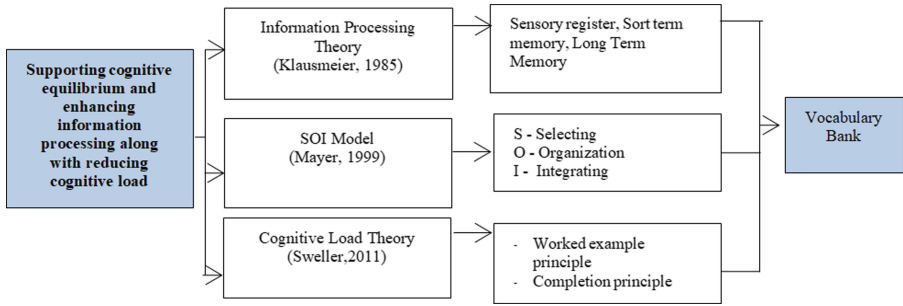 Supporting cognitive
equilibrium and
enhancing
information
processing along
with reducing
cognitive load
Information Processing
Theory
(Klausmeier, 1985)
Sensory register, Sort term
memory, Long Term
Memory
SOI Model
(Mayer, 1999)
S - Selecting
O - Organization
I - Integrating
Cognitive Load Theory
(Sweller,2011)
- Worked example
principle
- Completion principle
Vocabulary
Bank